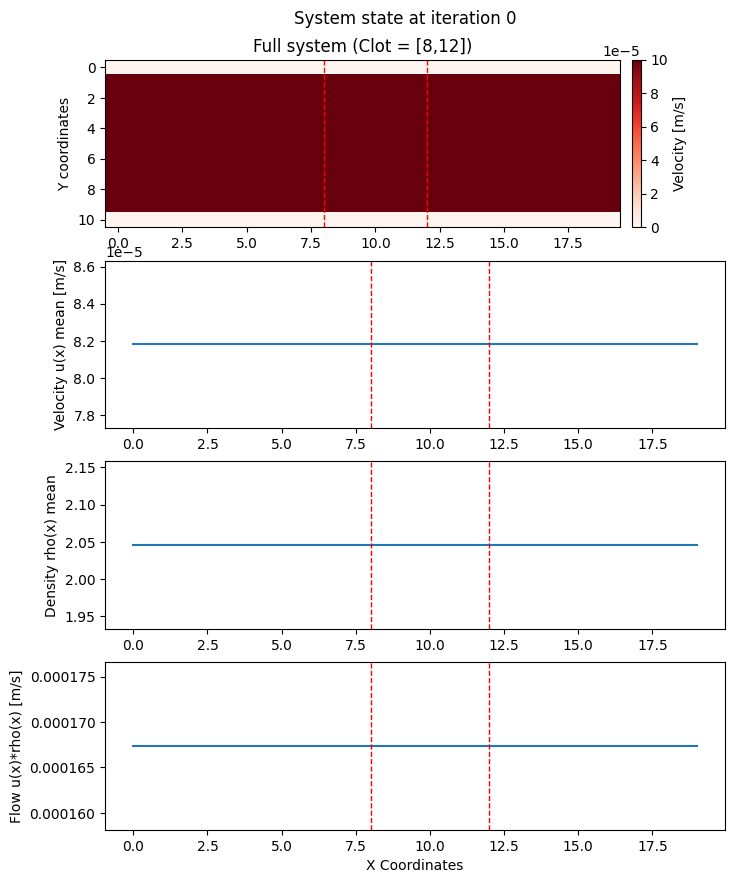 System state at iteration 0
Full system (Clot = [8,12])
1e−5
0
2
4
6
8
10
Y coordinates
0.0 2.5 5.0 7.5 10.0 12.5 15.0 17.5
10
8
6
4
2
0
Velocity [m/s]
1e−5
8.6
8.4
8.2
8.0
7.8
Velocity u(x) mean [m/s]
0.0 2.5 5.0 7.5 10.0 12.5 15.0 17.5
2.15
2.10
2.05
2.00
1.95
Density rho(x) mean
0.0 2.5 5.0 7.5 10.0 12.5 15.0 17.5
0.000175
0.000170
0.000165
0.000160
Flow u(x)*rho(x) [m/s]
0.0 2.5 5.0 7.5 10.0 12.5 15.0 17.5
X Coordinates